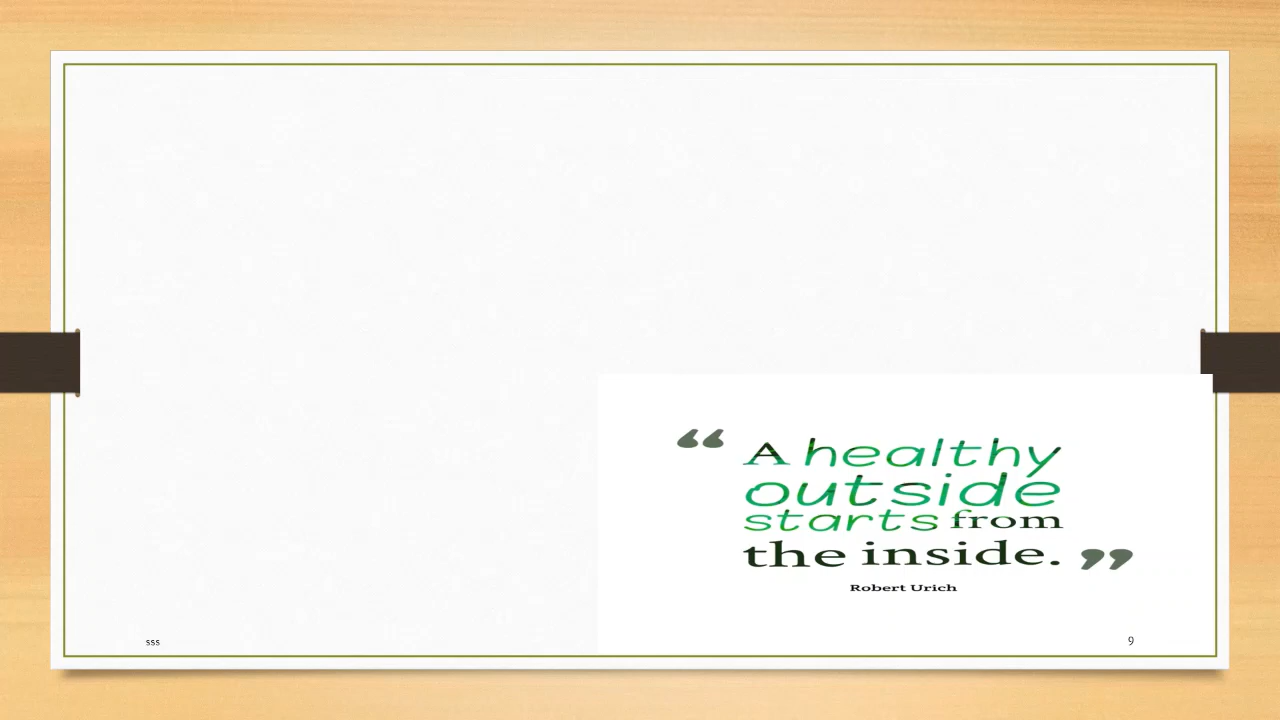 “ A healthy
outside
starts from
the inside. ”
Robert Urich
sss
9